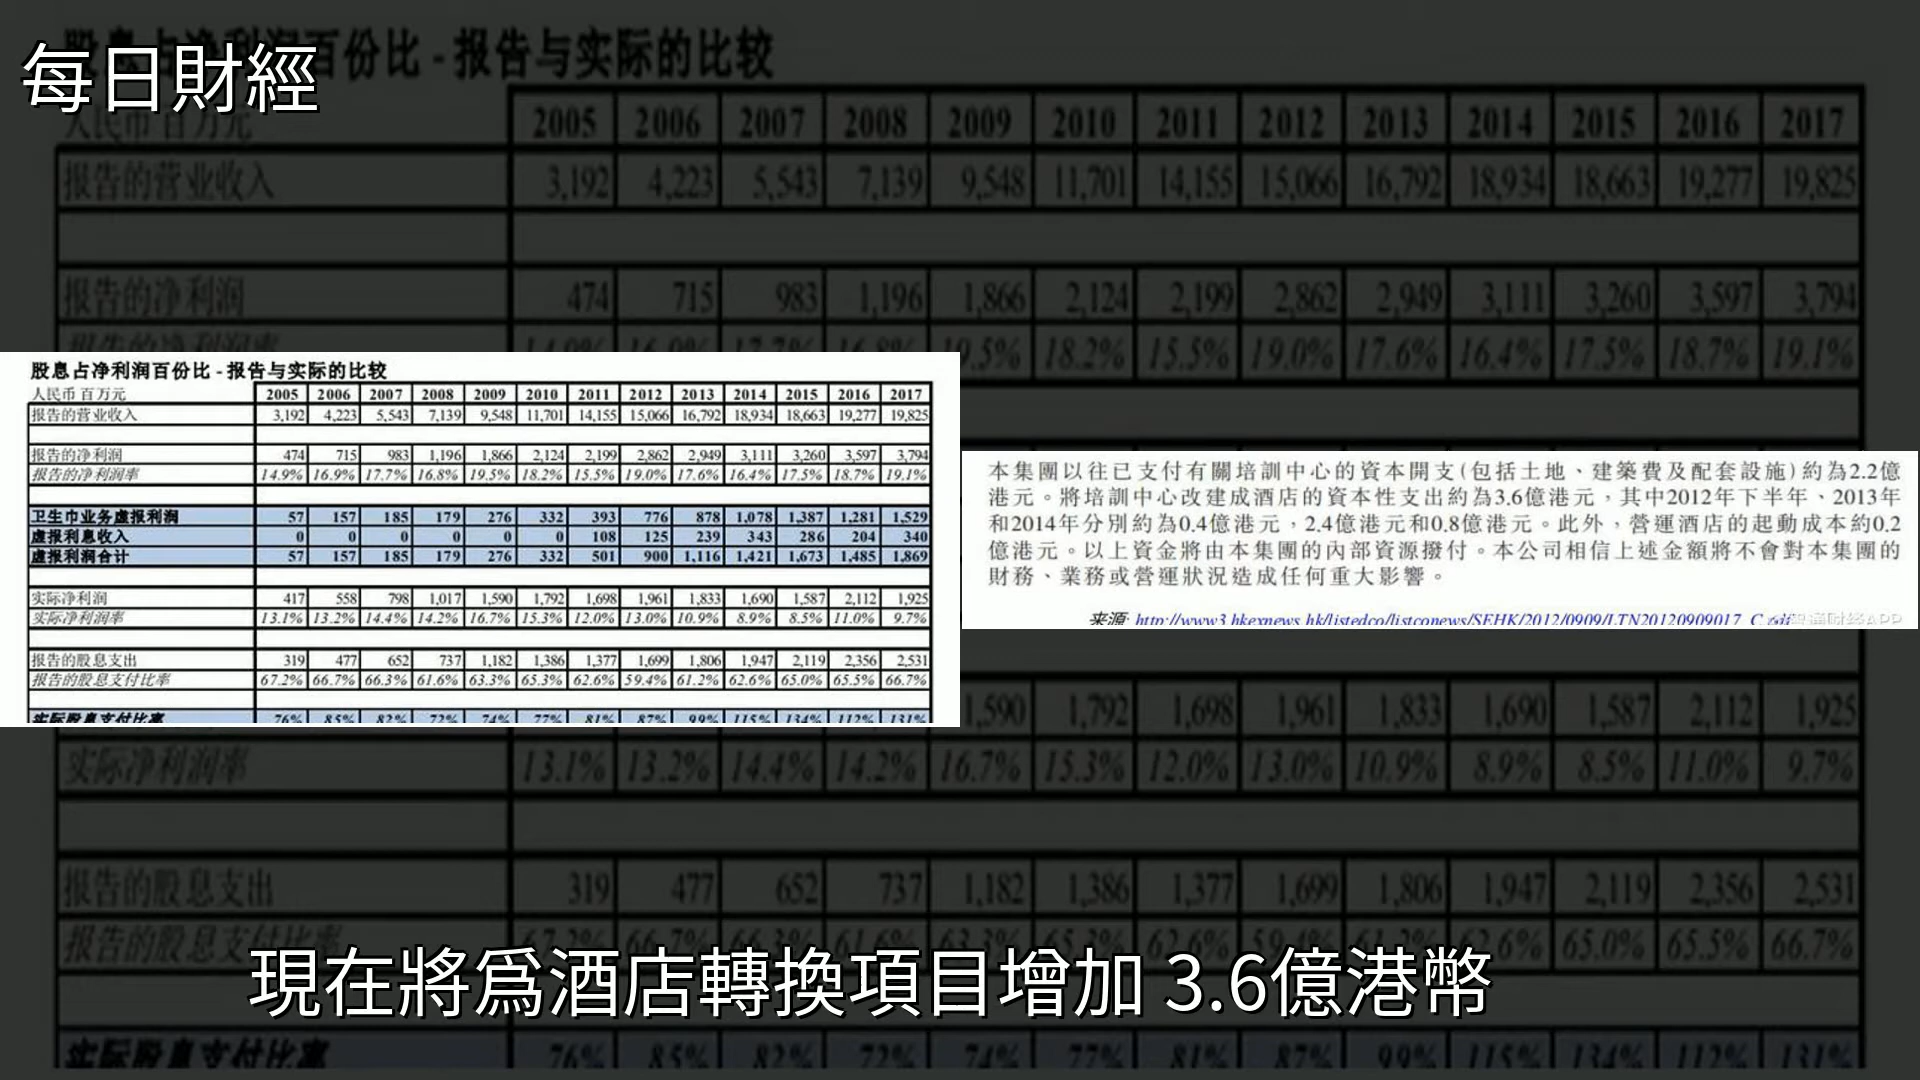 每日財經
股息占净利润百份比 - 报告与实际的比较
人民币 百万元 2005 2006 2007 2008 2009 2010 2011 2012 2013 2014 2015 2016 2017
报告的营业收入 3,192 4,223 5,543 7,139 9,548 11,701 14,155 15,066 16,792 18,934 18,663 19,277 19,825
报告的净利润 474 715 983 1,196 1,866 2,124 2,199 2,862 2,949 3,111 3,260 3,597 3,794
报告的净利润率 14.9% 16.9% 17.7% 16.8% 19.5% 18.2% 15.5% 19.0% 17.6% 16.4% 17.5% 18.7% 19.1%
卫生巾业务虚报利润 57 157 185 179 276 332 393 776 878 1,078 1,387 1,281 1,529
虚报利息收入 0 0 0 0 0 0 108 125 239 343 286 204 340
虚报利润合计 57 157 185 179 276 332 501 900 1,116 1,421 1,673 1,485 1,869
实际净利润 417 558 798 1,017 1,590 1,792 1,698 1,961 1,833 1,690 1,587 2,112 1,925
实际净利润率 13.1% 13.2% 14.4% 14.2% 16.7% 15.3% 12.0% 13.0% 10.9% 8.9% 8.5% 11.0% 9.7%
报告的股息支出 319 477 652 737 1,182 1,386 1,377 1,699 1,806 1,947 2,119 2,356 2,531
报告的股息支付比率 67.2% 66.7% 66.3% 61.6% 63.3% 65.3% 62.6% 59.4% 61.2% 62.6% 65.0% 65.5% 66.7%
实际股息支付比率 76% 85% 82% 72% 74% 77% 81% 87% 99% 115% 134% 112% 131%
本集團以往已支付有關培訓中心的資本開支(包括土地、建築費及配套設施)約為2.2億
港元。將培訓中心改建成酒店的資本性支出約為3.6億港元，其中2012年下半年、2013年
和2014年分別約為0.4億港元，2.4億港元和0.8億港元。此外，營運酒店的起動成本約0.2
億港元。以上資金將由本集團的內部資源撥付。本公司相信上述金額將不會對本集團的
財務、業務或營運狀況造成任何重大影響。
来源: http://www3.hkexnews.hk/listedco/listconews/SEHK/2012/0909/LTN20120909017_C.pdf
現在將爲酒店轉換項目增加 3.6億港幣